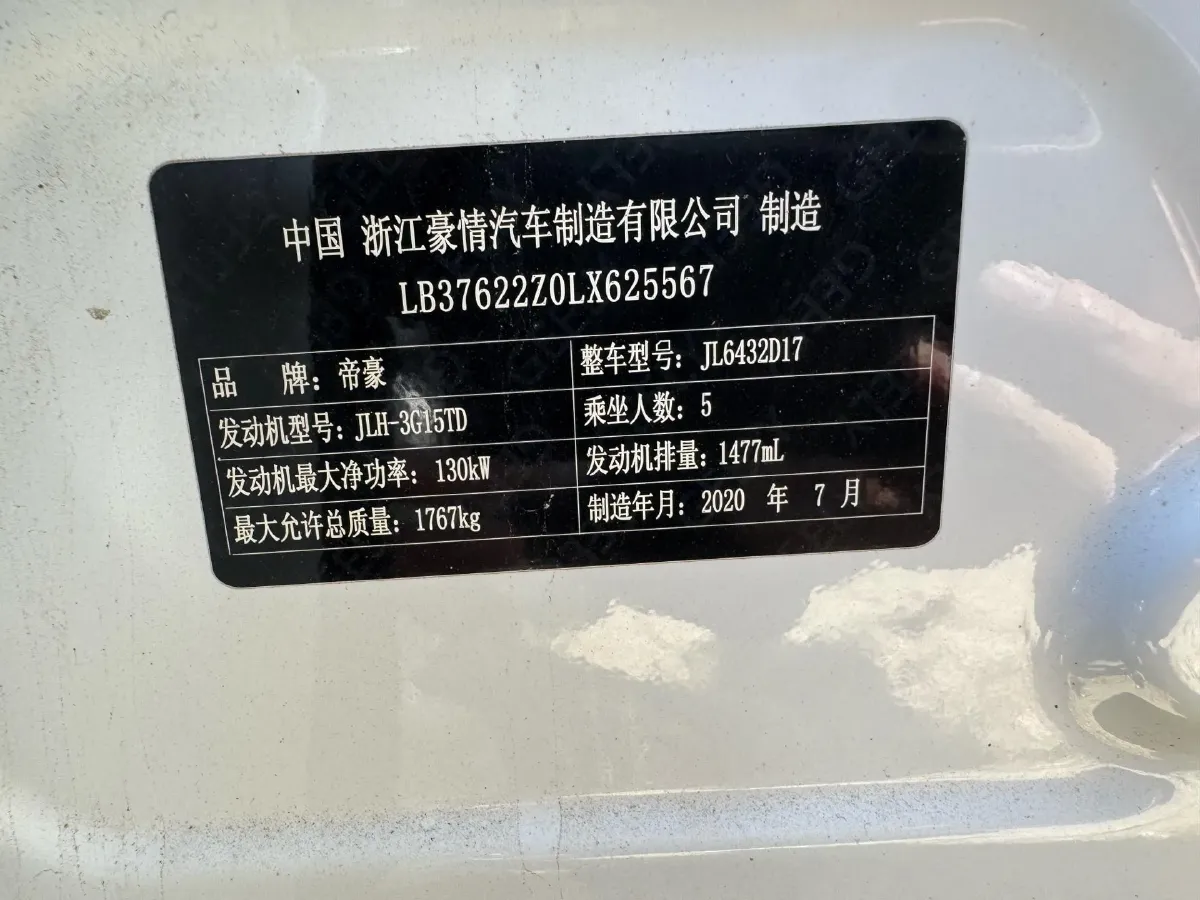 中国 浙江豪情汽车制造有限公司 制造
LB37622Z0LX625567
品 牌：帝豪 整车型号：JL6432D17
发动机型号：JLH-3G15TD 乘坐人数：5
发动机最大净功率：130kW 发动机排量：1477mL
最大允许总质量：1767kg 制造年月：2020 年 7 月